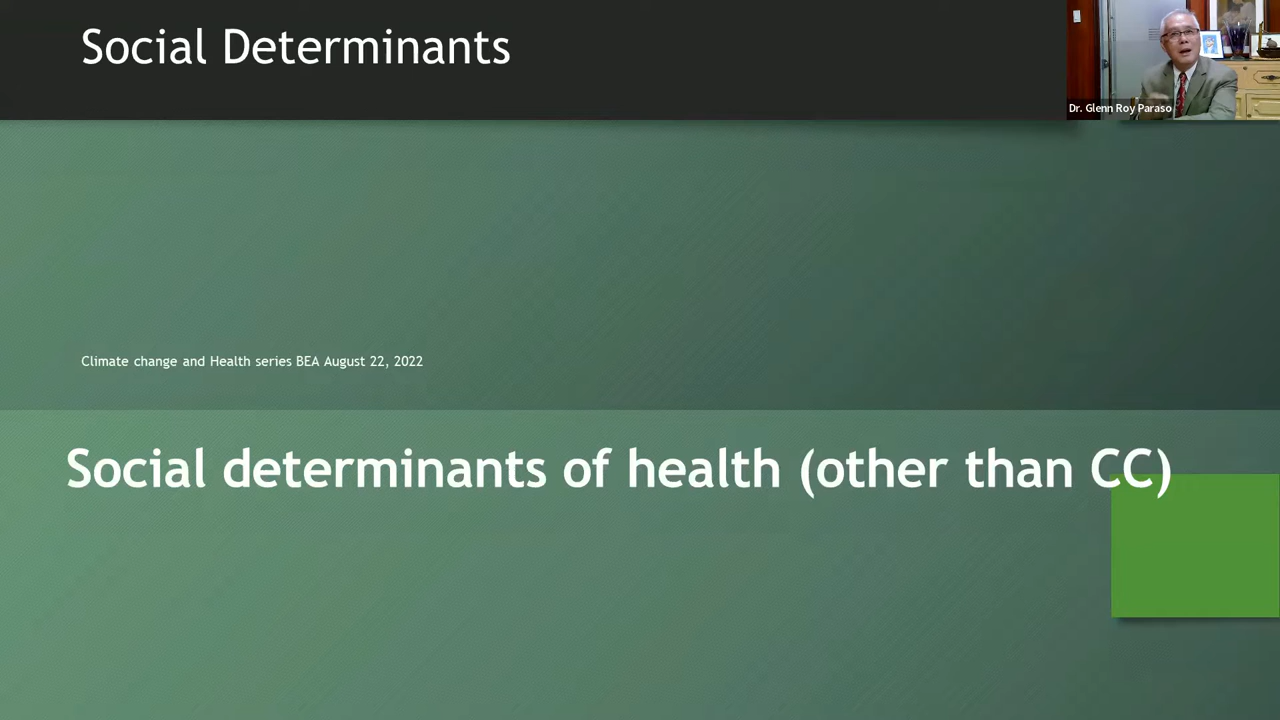 Social Determinants
Dr. Glenn Roy Paraso
Climate change and Health series BEA August 22, 2022
Social determinants of health (other than CC)